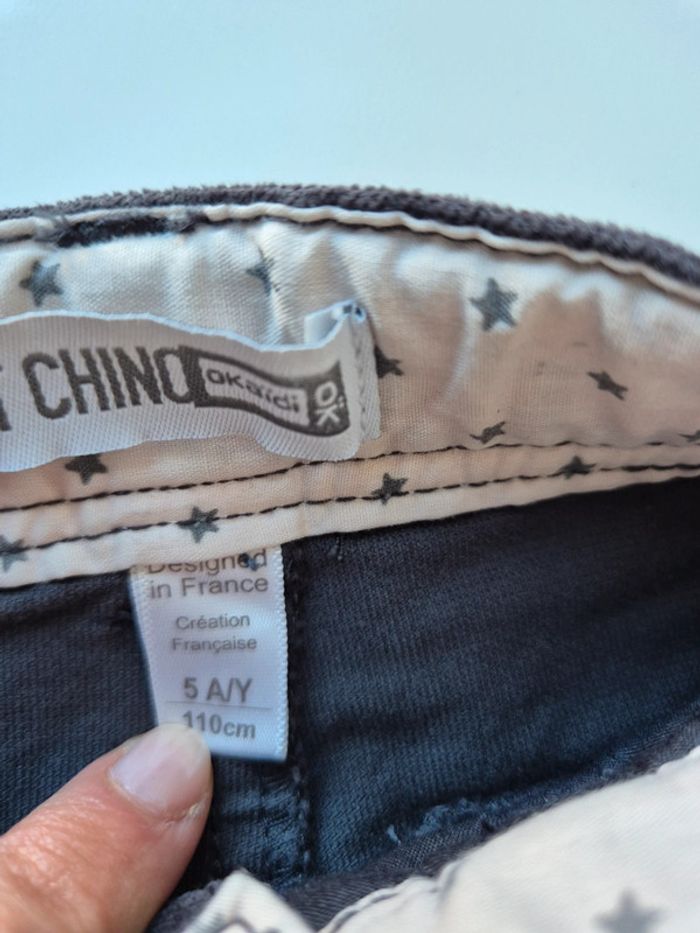 CHINO okaïdi OK
Designed
in France
Création
Française
5 A/Y
110cm